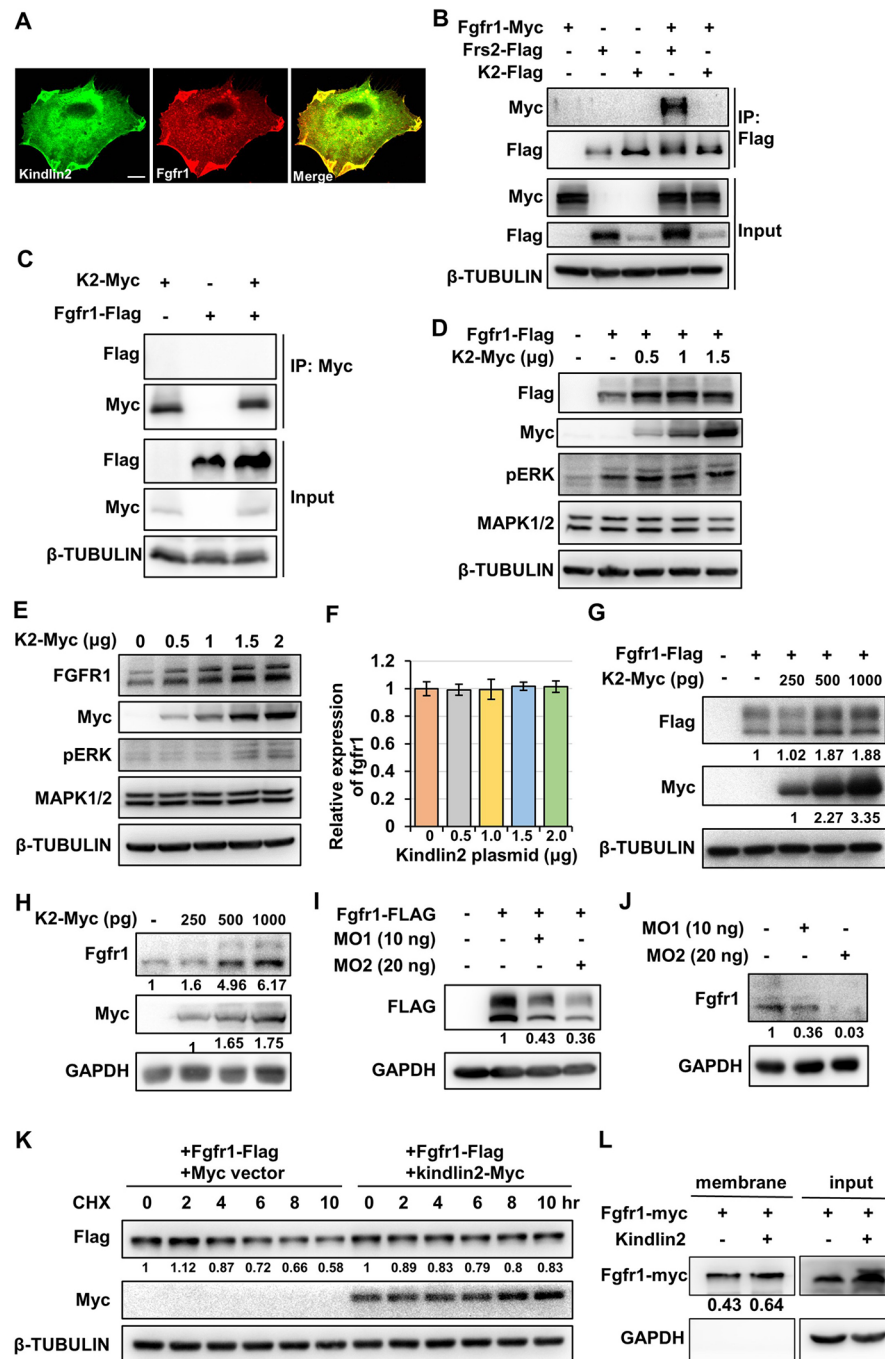 A
Kindlin2 Fgfr1 Merge
B
Fgfr1-Myc + - - + +
Frs2-Flag - + - + -
K2-Flag - - + - +
Myc
Flag
IP:
Flag
Myc
Flag
Input
β-TUBULIN
C
K2-Myc + - +
Fgfr1-Flag - + +
Flag
Myc
IP: Myc
Flag
Myc
Input
β-TUBULIN
D
Fgfr1-Flag - + + + +
K2-Myc (µg) - - 0.5 1 1.5
Flag
Myc
pERK
MAPK1/2
β-TUBULIN
E
K2-Myc (µg) 0 0.5 1 1.5 2
FGFR1
Myc
pERK
MAPK1/2
β-TUBULIN
F
Relative expression
of fgfr1
1.2
1
0.8
0.6
0.4
0.2
0
0 0.5 1.0 1.5 2.0
Kindlin2 plasmid (µg)
G
Fgfr1-Flag - + + + +
K2-Myc (pg) - - 250 500 1000
Flag
1 1.02 1.87 1.88
Myc
1 2.27 3.35
β-TUBULIN
H
K2-Myc (pg) - 250 500 1000
Fgfr1
1 1.6 4.96 6.17
Myc
1 1.65 1.75
GAPDH
I
Fgfr1-FLAG - + + +
MO1 (10 ng) - - + -
MO2 (20 ng) - - - +
FLAG
1 0.43 0.36
GAPDH
J
MO1 (10 ng) - + -
MO2 (20 ng) - - +
Fgfr1
1 0.36 0.03
GAPDH
K
+Fgfr1-Flag +Fgfr1-Flag
+Myc vector +kindlin2-Myc
CHX 0 2 4 6 8 10 0 2 4 6 8 10 hr
Flag
1 1.12 0.87 0.72 0.66 0.58 1 0.89 0.83 0.79 0.8 0.83
Myc
β-TUBULIN
L
membrane input
Fgfr1-myc + + + +
Kindlin2 - + - +
Fgfr1-myc
0.43 0.64
GAPDH